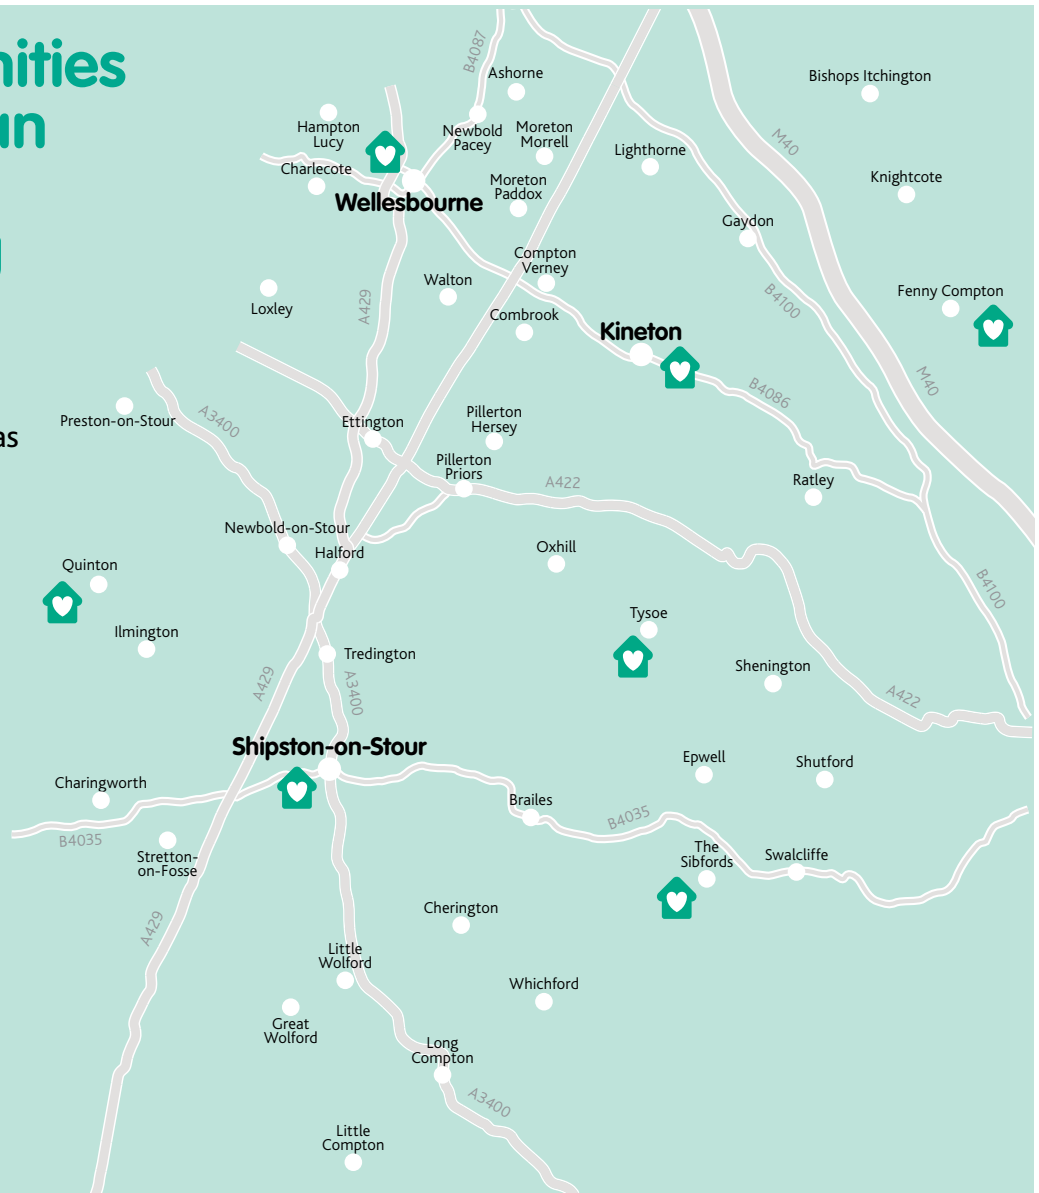 nities
un
as
B4087
Ashorne
Bishops Itchington
Hampton
Lucy
Newbold
Pacey
Moreton
Morrell
M40
Lighthorne
Charlecote
Knightcote
Moreton
Paddox
Wellesbourne
Gaydon
Compton
Verney
Walton
Loxley
A429
B4100
Fenny Compton
Combrook
Kineton
M40
B4086
Preston-on-Stour
A3400
Ettington
Pillerton
Hersey
Pillerton
Priors
A422
Ratley
Newbold-on-Stour
Halford
Oxhill
Quinton
B4100
Tysoe
Ilmington
Tredington
Shenington
A429
A3400
A422
Shipston-on-Stour
Epwell
Shutford
Charingworth
Brailes
B4035
B4035
Stretton-
on-Fosse
The
Sibfords
Swalcliffe
Cherington
A429
Little
Wolford
Whichford
Great
Wolford
Long
Compton
A3400
Little
Compton